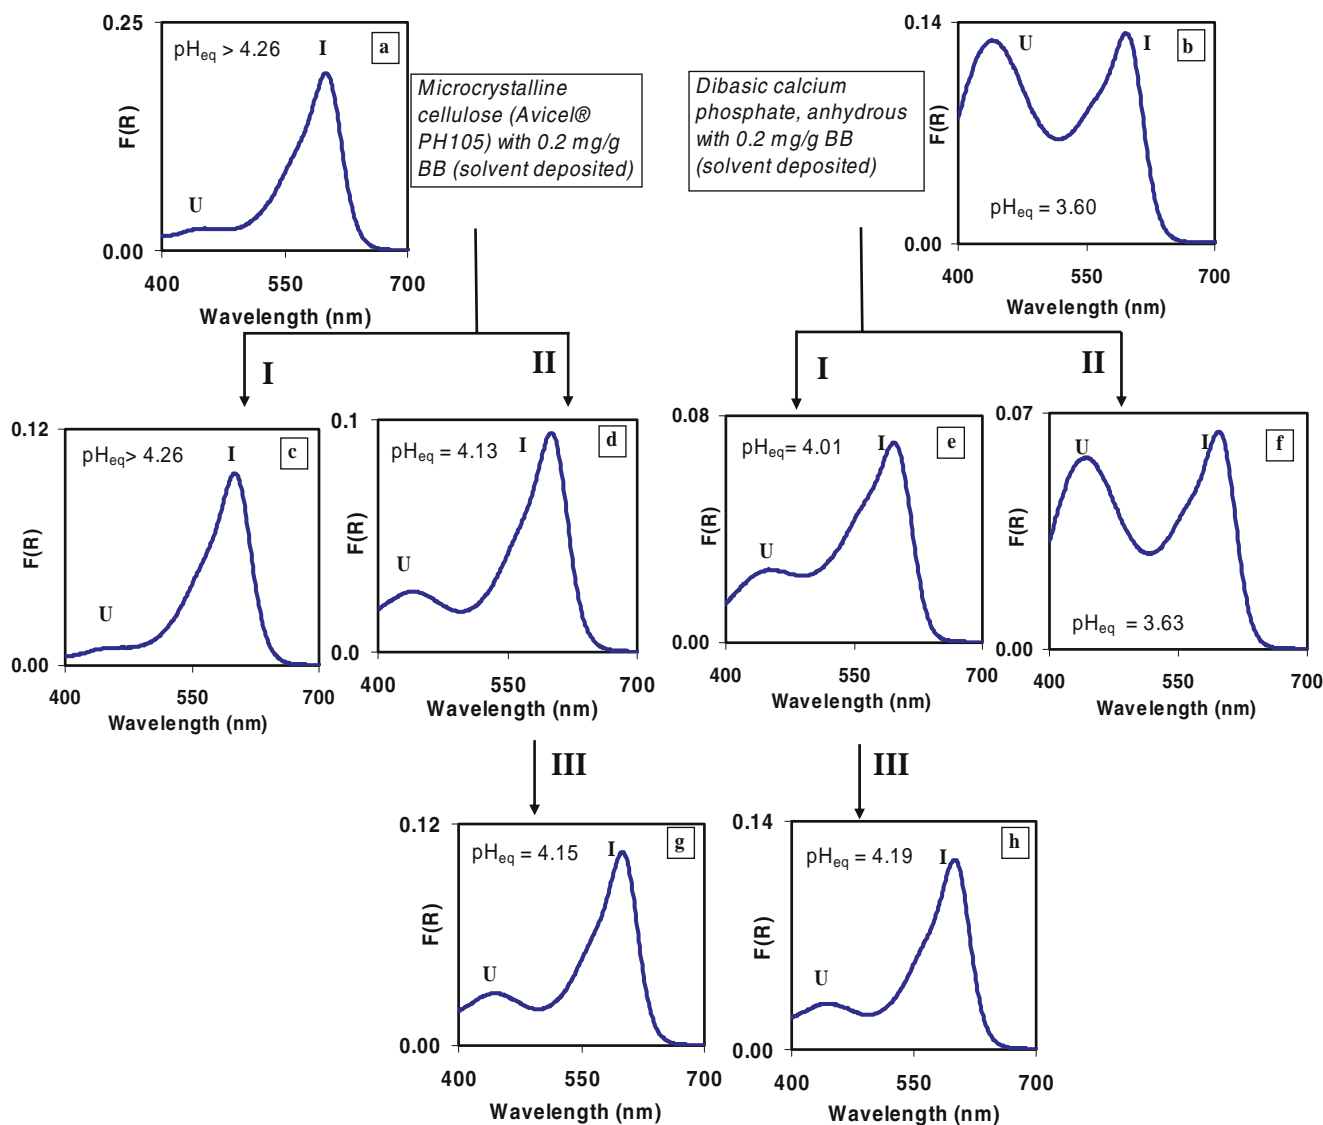 0.25
pHeq > 4.26
I
a
U
F(R)
0.00
400
550
700
Wavelength (nm)
Microcrystalline
cellulose (Avicel®
PH105) with 0.2 mg/g
BB (solvent deposited)
Dibasic calcium
phosphate, anhydrous
with 0.2 mg/g BB
(solvent deposited)
0.14
U
I
b
F(R)
pHeq = 3.60
0.00
400
550
700
Wavelength (nm)
I
II
I
II
0.12
pHeq> 4.26
I
c
F(R)
U
0.00
400
550
700
Wavelength (nm)
0.1
pHeq = 4.13
I
d
F(R)
U
0.0
400
550
700
Wavelength (nm)
0.08
pHeq= 4.01
I
e
F(R)
U
0.00
400
550
700
Wavelength (nm)
0.07
U
I
f
F(R)
pHeq = 3.63
0.00
400
550
700
Wavelength (nm)
III
III
0.12
pHeq = 4.15
I
g
F(R)
U
0.00
400
550
700
Wavelength (nm)
0.14
pHeq = 4.19
I
h
F(R)
U
0.00
400
550
700
Wavelength (nm)